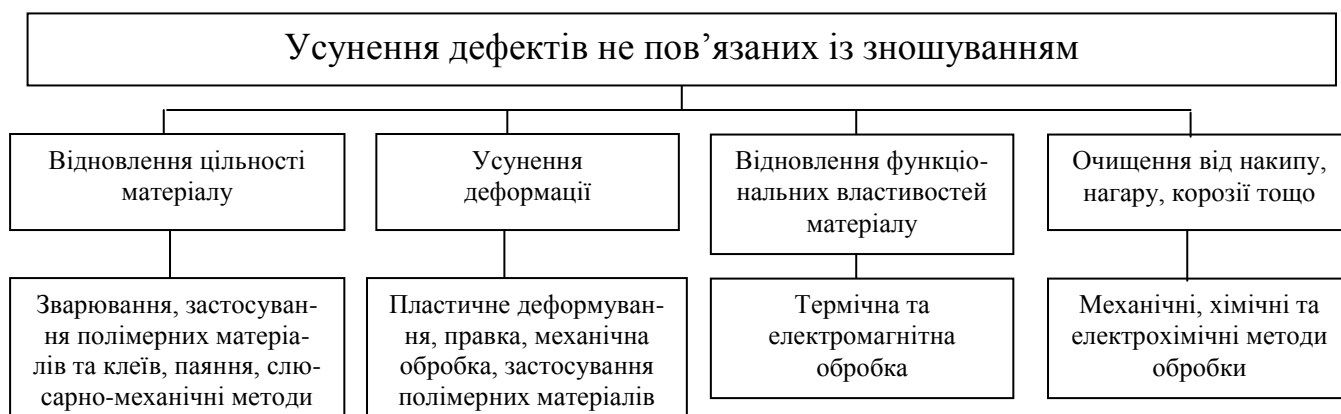 Усунення дефектів не пов’язаних із зношуванням
Відновлення цільності
матеріалу
Усунення
деформації
Відновлення функціо-
нальних властивостей
матеріалу
Очищення від накипу,
нагару, корозії тощо
Зварювання, застосуван-
ня полімерних матеріа-
лів та клеїв, паяння, слю-
сарно-механічні методи
Пластичне деформуван-
ня, правка, механічна
обробка, застосування
полімерних матеріалів
Термічна та
електромагнітна
обробка
Механічні, хімічні та
електрохімічні методи
обробки